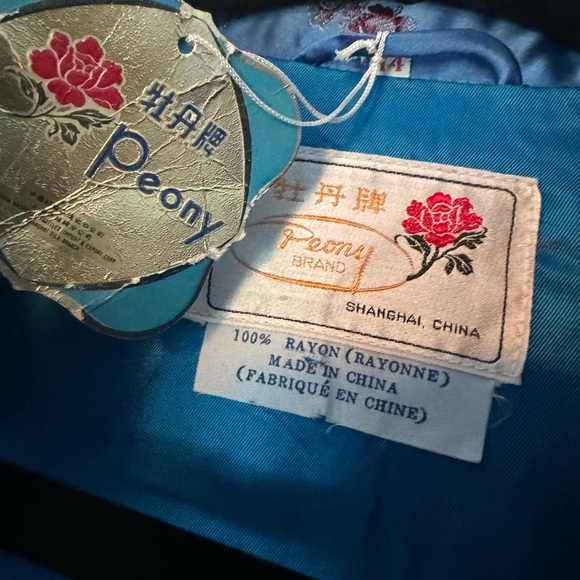 牡丹牌
Peony
14
牡丹牌
Peony
BRAND
SHANGHAI, CHINA
100% RAYON (RAYONNE)
MADE IN CHINA
(FABRIQUÉ EN CHINE)